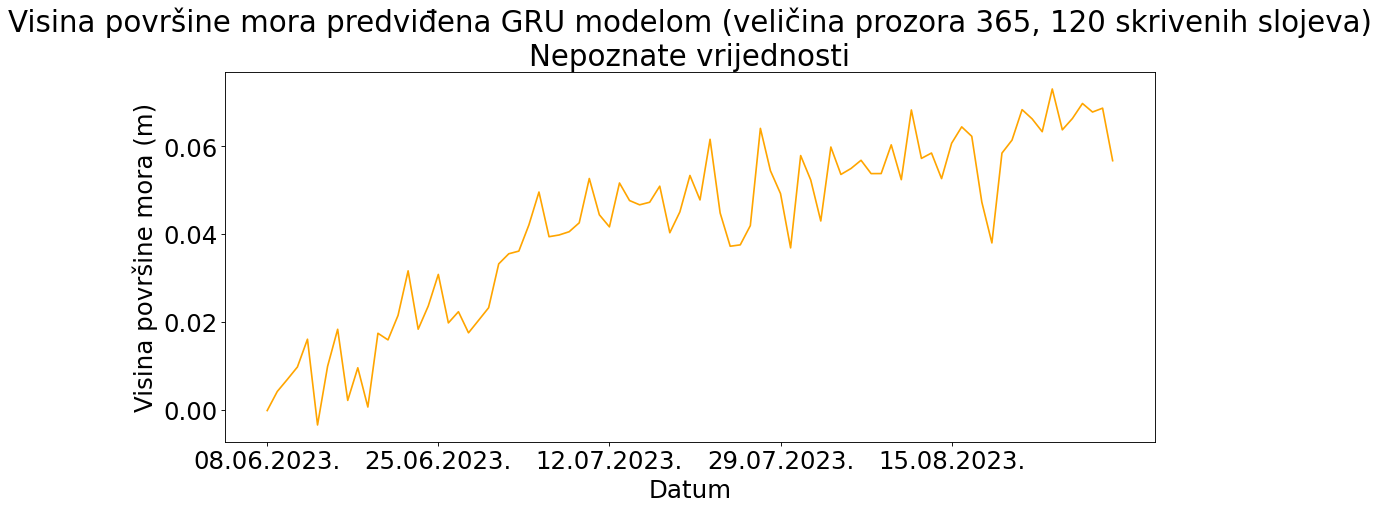 Visina površine mora predviđena GRU modelom (veličina prozora 365, 120 skrivenih slojeva)
Nepoznate vrijednosti
Visina površine mora (m)
0.06
0.04
0.02
0.00
08.06.2023. 25.06.2023. 12.07.2023. 29.07.2023. 15.08.2023.
Datum